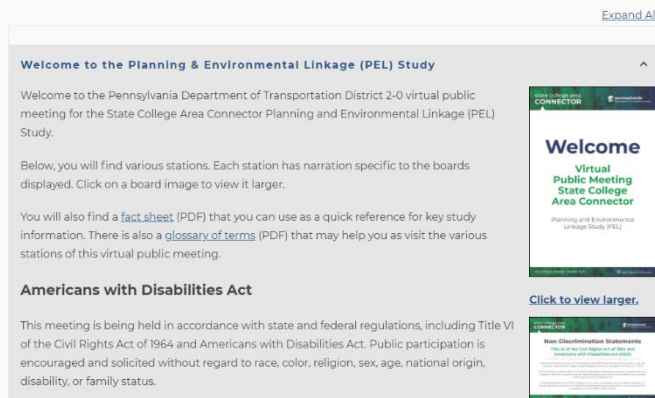 Expand Al
Welcome to the Planning & Environmental Linkage (PEL) Study
Welcome to the Pennsylvania Department of Transportation District 2-0 virtual public
meeting for the State College Area Connector Planning and Environmental Linkage (PEL)
Study.
Below, you will find various stations. Each station has narration specific to the boards
displayed. Click on a board image to view it larger.
You will also find a fact sheet (PDF) that you can use as a quick reference for key study
information. There is also a glossary of terms (PDF) that may help you as visit the various
stations of this virtual public meeting.
Americans with Disabilities Act
This meeting is being held in accordance with state and federal regulations, including Title VI
of the Civil Rights Act of 1964 and Americans with Disabilities Act. Public participation is
encouraged and solicited without regard to race, color, religion, sex, age, national origin,
disability, or family status.
state college area
CONNECTOR
pennsylvania
Welcome
Virtual
Public Meeting
State College
Area Connector
Planning and Environmental
Linkage Study (PEL)
Click to view larger.
CONNECTOR
Non-Discrimination Statements
Title VI of the Civil Rights Act of 1964 and
Americans with Disabilities Act (ADA)